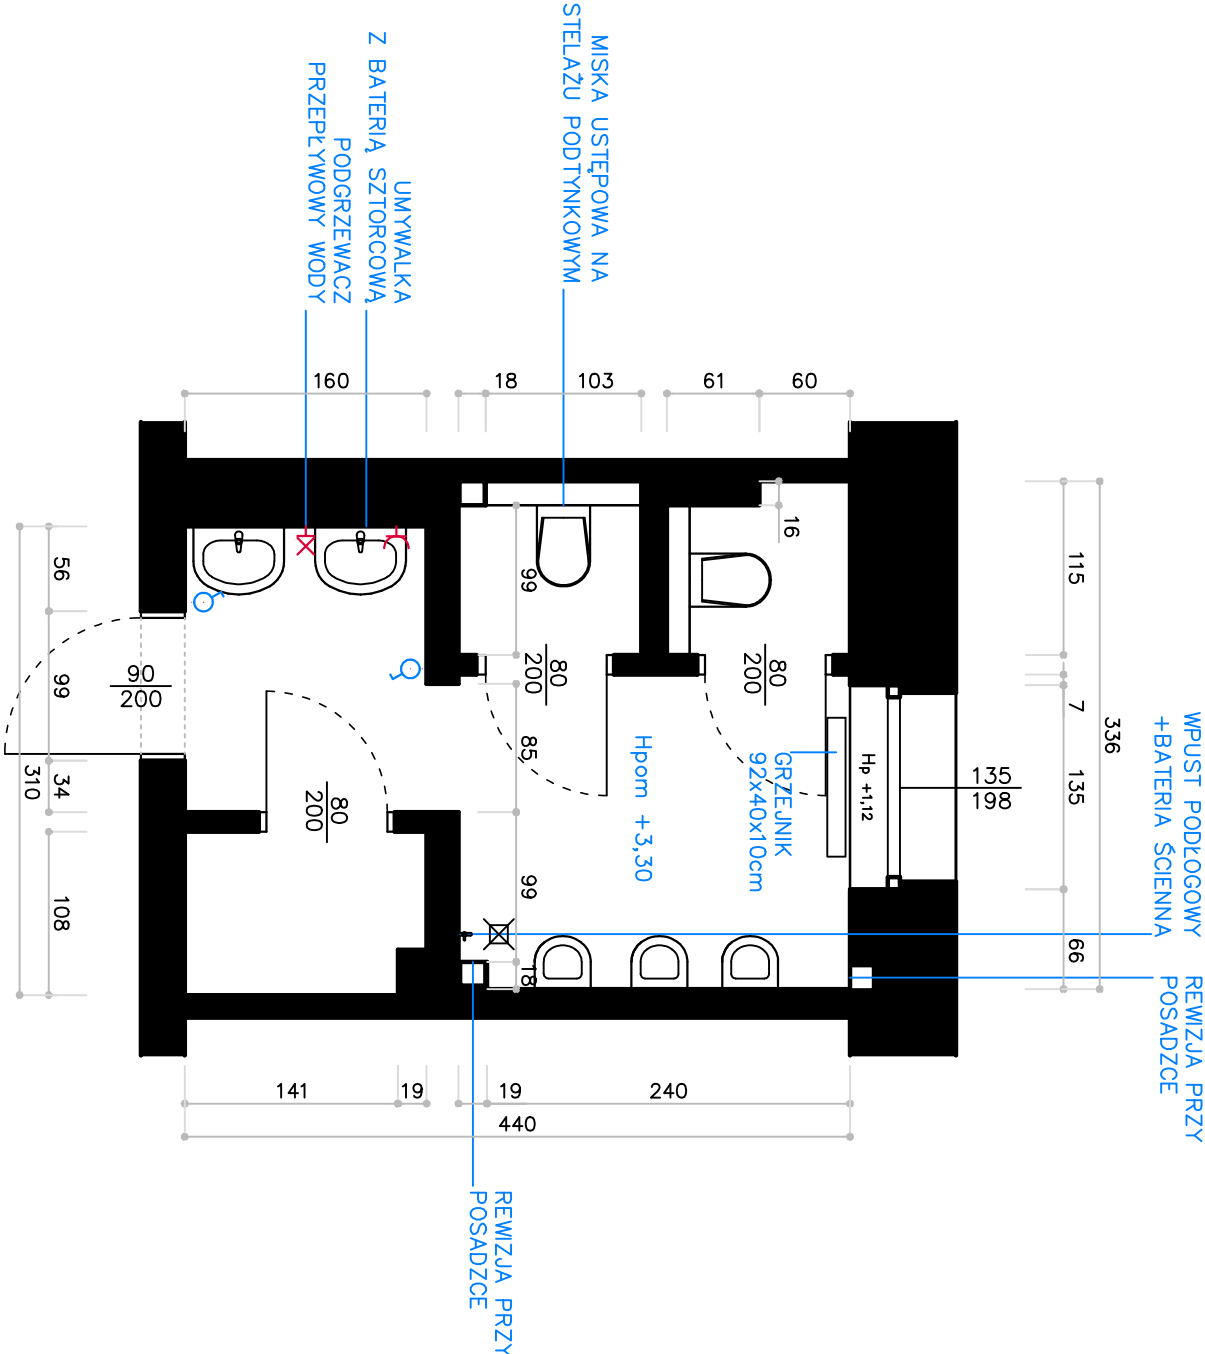 MISKA USTĘPOWA NA
STELAŻU PODTYNKOWYM
UMYWALKA
Z BATERIĄ SZTORCOWĄ
PODGRZEWACZ
PRZEPŁYWOWY WODY
160
18
103
61
60
16
115
7
135
66
336
WPUST PODŁOGOWY
+BATERIA ŚCIENNA
REWIZJA PRZY
POSADZCE
135
198
Hp +1,12
GRZEJNIK
92x40x10cm
Hpom +3,30
80
200
80
200
80
200
90
200
99
85
99
18
56
99
34
108
310
141
19
19
240
440
REWIZJA PRZY
POSADZCE